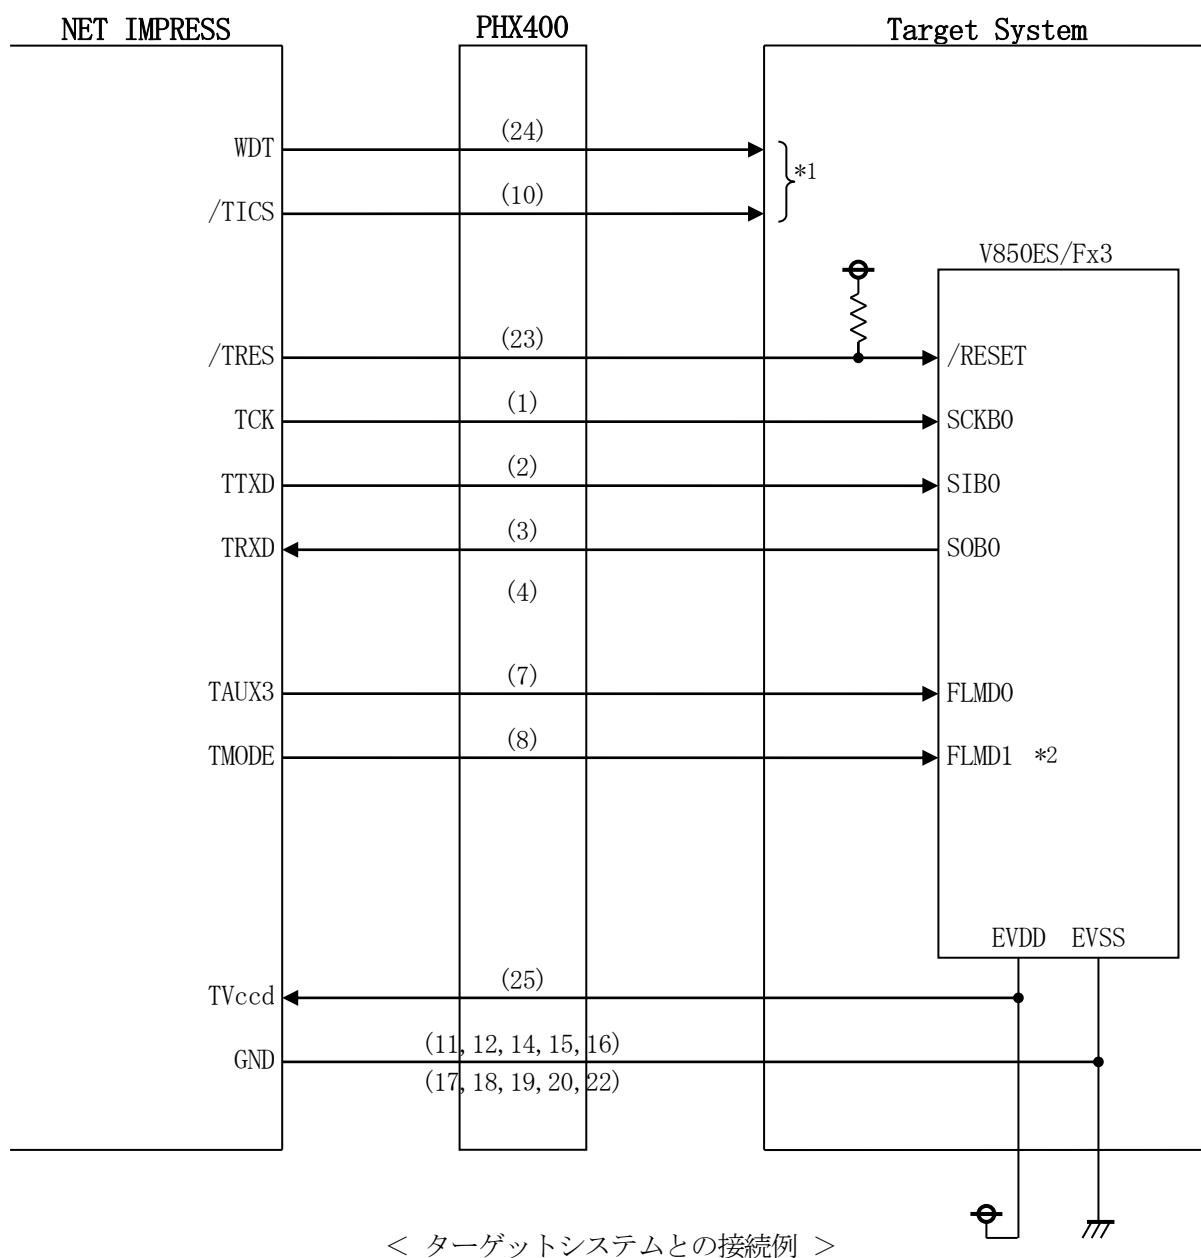 NET IMPRESS PHX400 Target System
WDT (24)
*1
/TICS (10)
V850ES/Fx3
/TRES (23) /RESET
TCK (1) SCKB0
TTXD (2) SIB0
TRXD (3) SOB0
(4)
TAUX3 (7) FLMD0
TMODE (8) FLMD1 *2
EVDD EVSS
TVccd (25)
GND (11,12,14,15,16)
(17,18,19,20,22)
＜ ターゲットシステムとの接続例 ＞